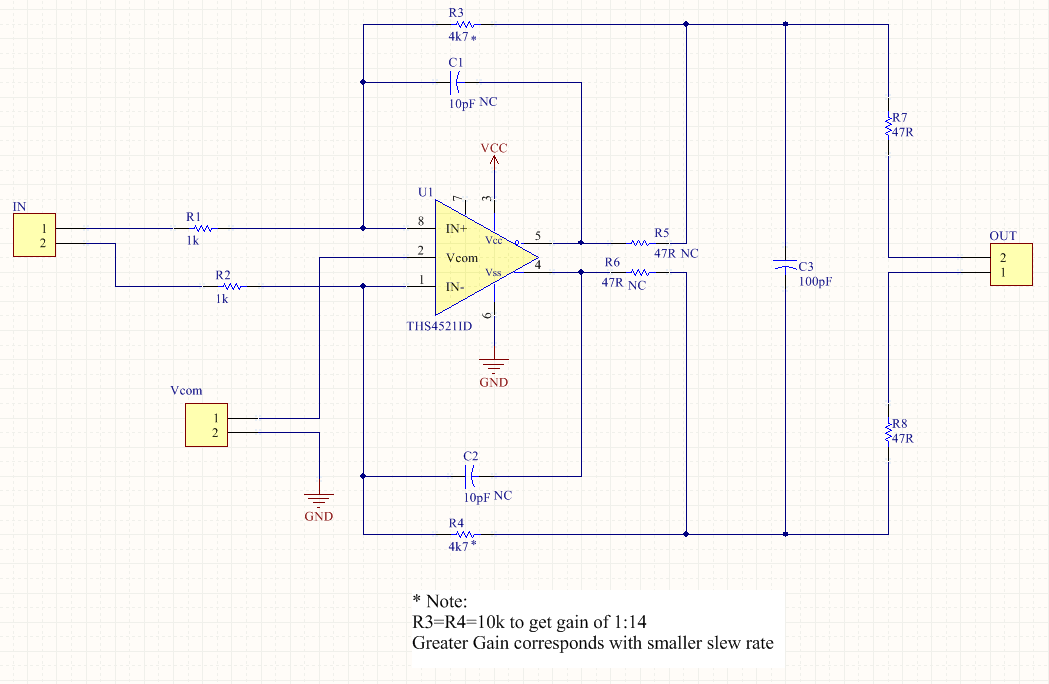 R3
4k7 *
C1
10pF NC
VCC
U1
7
3
IN
1
2
R1
1k
8
IN+
Vcc
5
R5
47R NC
2
Vcom
R6
47R NC
4
Vss
R2
1k
1
IN-
6
THS4521ID
GND
R7
47R
OUT
2
1
C3
100pF
Vcom
1
2
GND
R8
47R
C2
10pF NC
R4
4k7 *
* Note:
R3=R4=10k to get gain of 1:14
Greater Gain corresponds with smaller slew rate